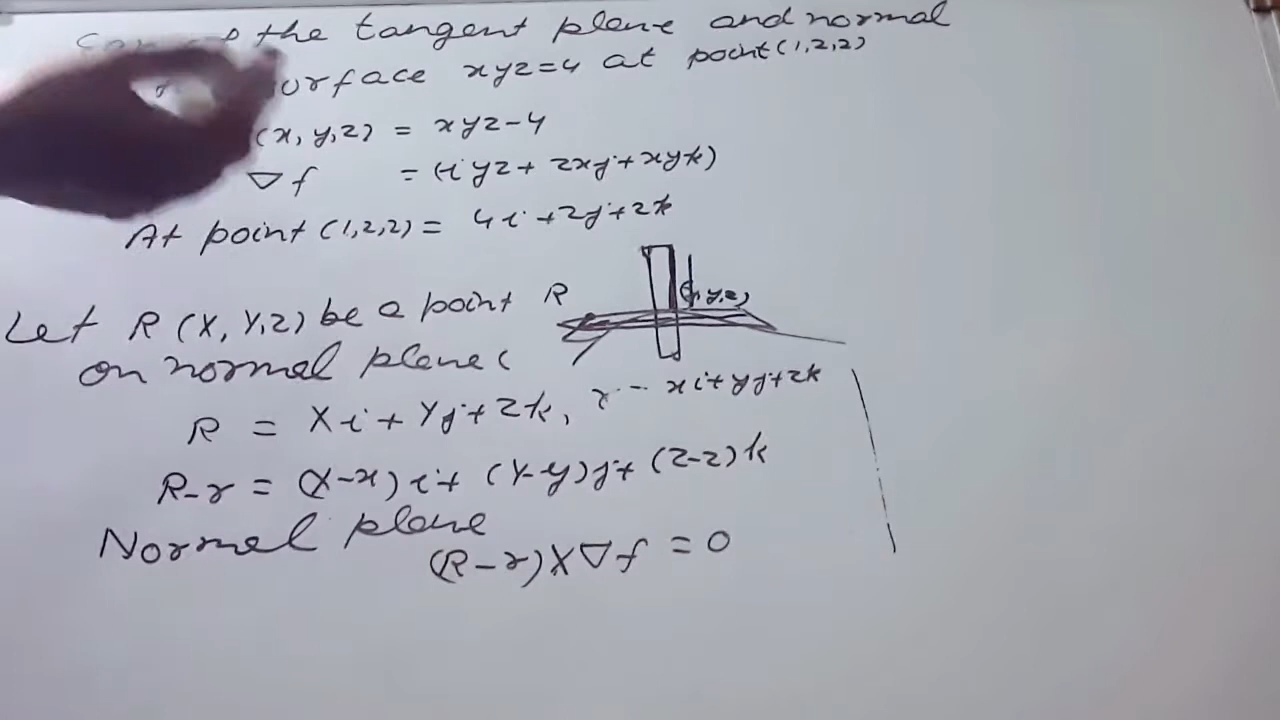 the tangent plane and normal
urface xyz=4 at point (1,2,2)
(x, y, z) = xyz-4
∇f = (i yz + zxj + xyk)
At point (1,2,2) = 4i+2j+2k
Let R (X, Y, Z) be a point R
on normal plane (
R = Xi + Yj + Zk, r -- xi+yj+zk
R-r = (X-x)i+ (Y-y)j+ (Z-z)k
Normal plane
(R-r)X∇f = 0